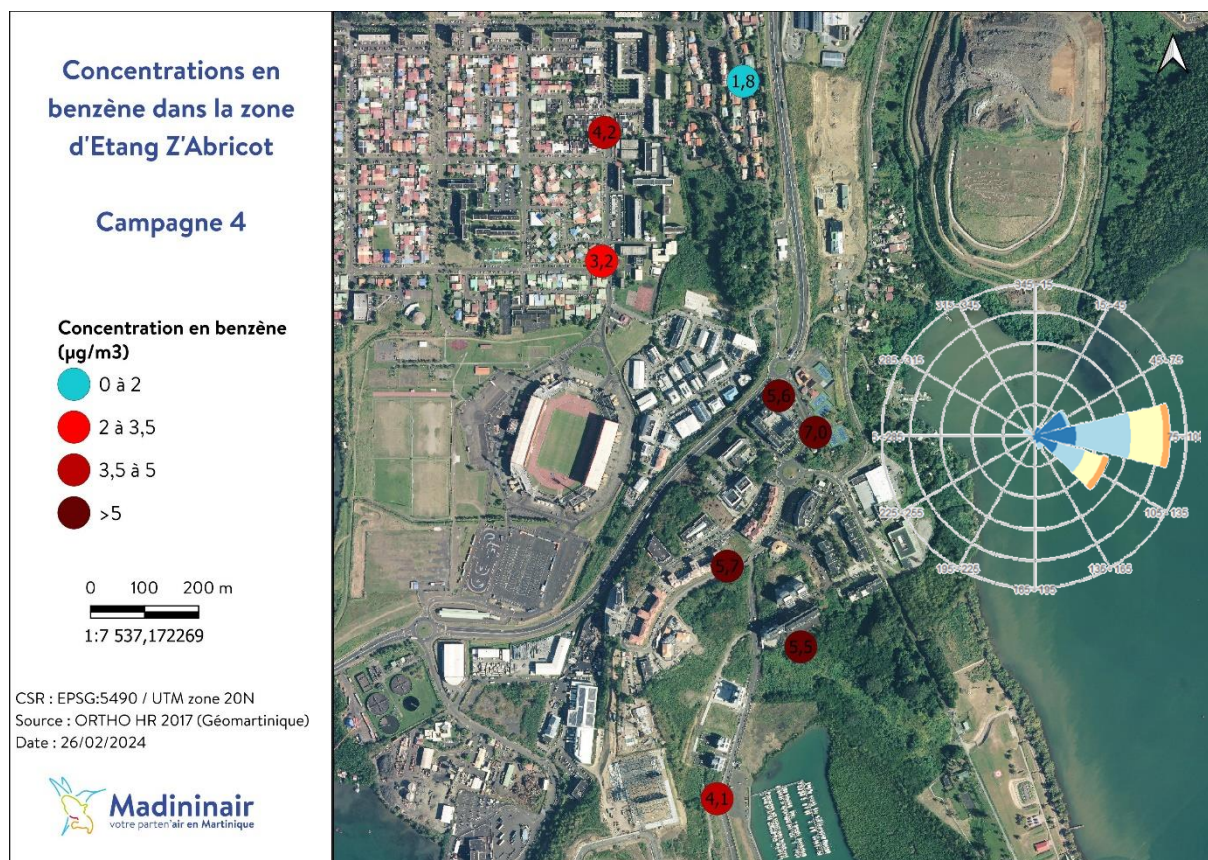 Concentrations en
benzène dans la zone
d'Etang Z'Abricot
Campagne 4
Concentration en benzène
(µg/m3)
0 à 2
2 à 3,5
3,5 à 5
>5
0 100 200 m
1:7 537,172269
CSR : EPSG:5490 / UTM zone 20N
Source : ORTHO HR 2017 (Géomartinique)
Date : 26/02/2024
Madininair
votre parten'air en Martinique
1,8
4,2
3,2
5,6
7,0
5,7
5,5
4,1
345 - 15
15 - 45
45 - 75
75 - 105
105 - 135
135 - 165
165 - 195
195 - 225
225 - 255
285 - 315
315 - 345